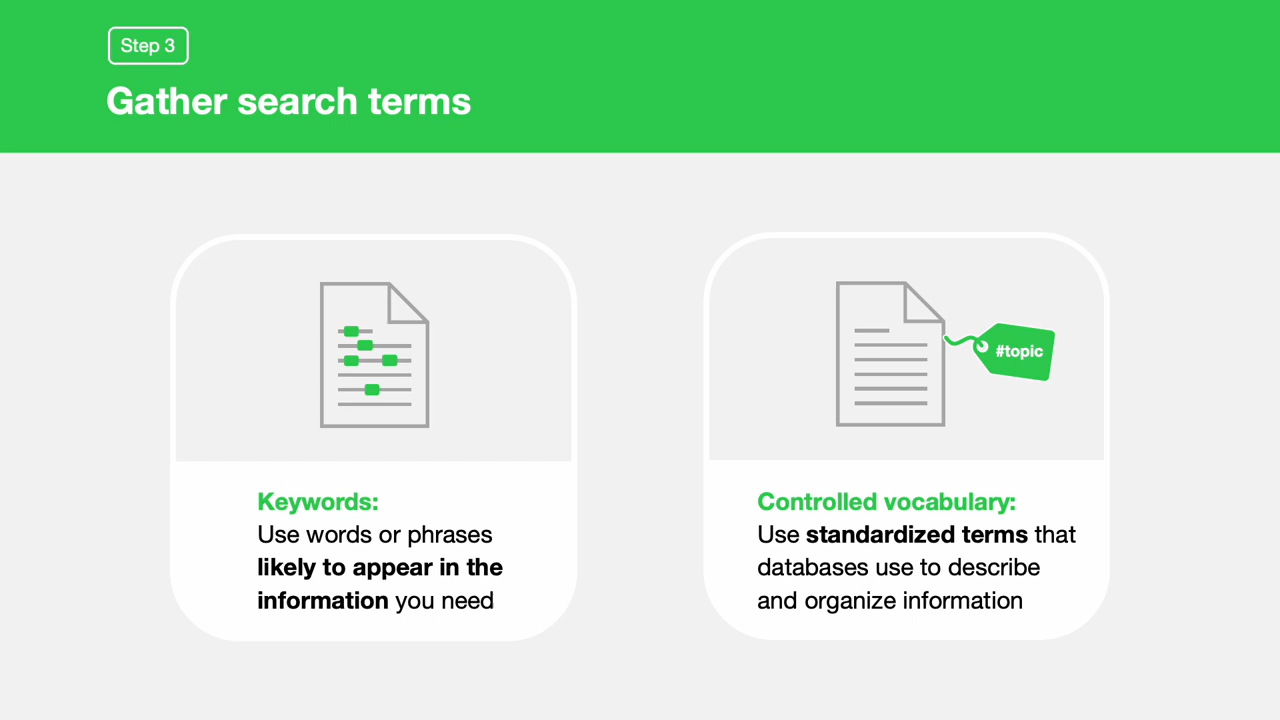 Step 3
Gather search terms
#topic
Keywords:
Use words or phrases
likely to appear in the
information you need
Controlled vocabulary:
Use standardized terms that
databases use to describe
and organize information